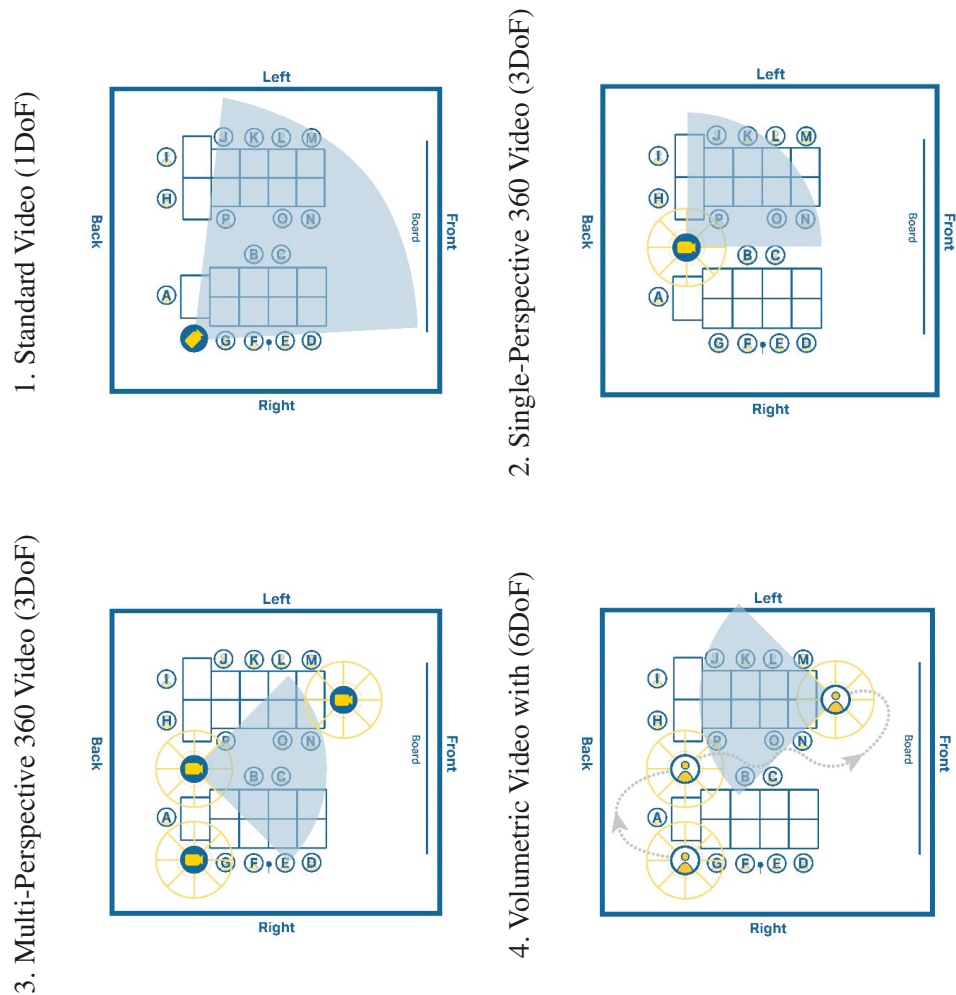 1. Standard Video (1DoF)
Left
J K L M
I
H
P O N
B C
A
G F E D
Back
Board
Front
Right
2. Single-Perspective 360 Video (3DoF)
Left
J K L M
I
H
P O N
B C
A
G F E D
Back
Board
Front
Right
3. Multi-Perspective 360 Video (3DoF)
Left
J K L M
I
H
P O N
B C
A
G F E D
Back
Board
Front
Right
4. Volumetric Video with (6DoF)
Left
J K L M
I
H
P O N
B C
A
G F E D
Back
Board
Front
Right